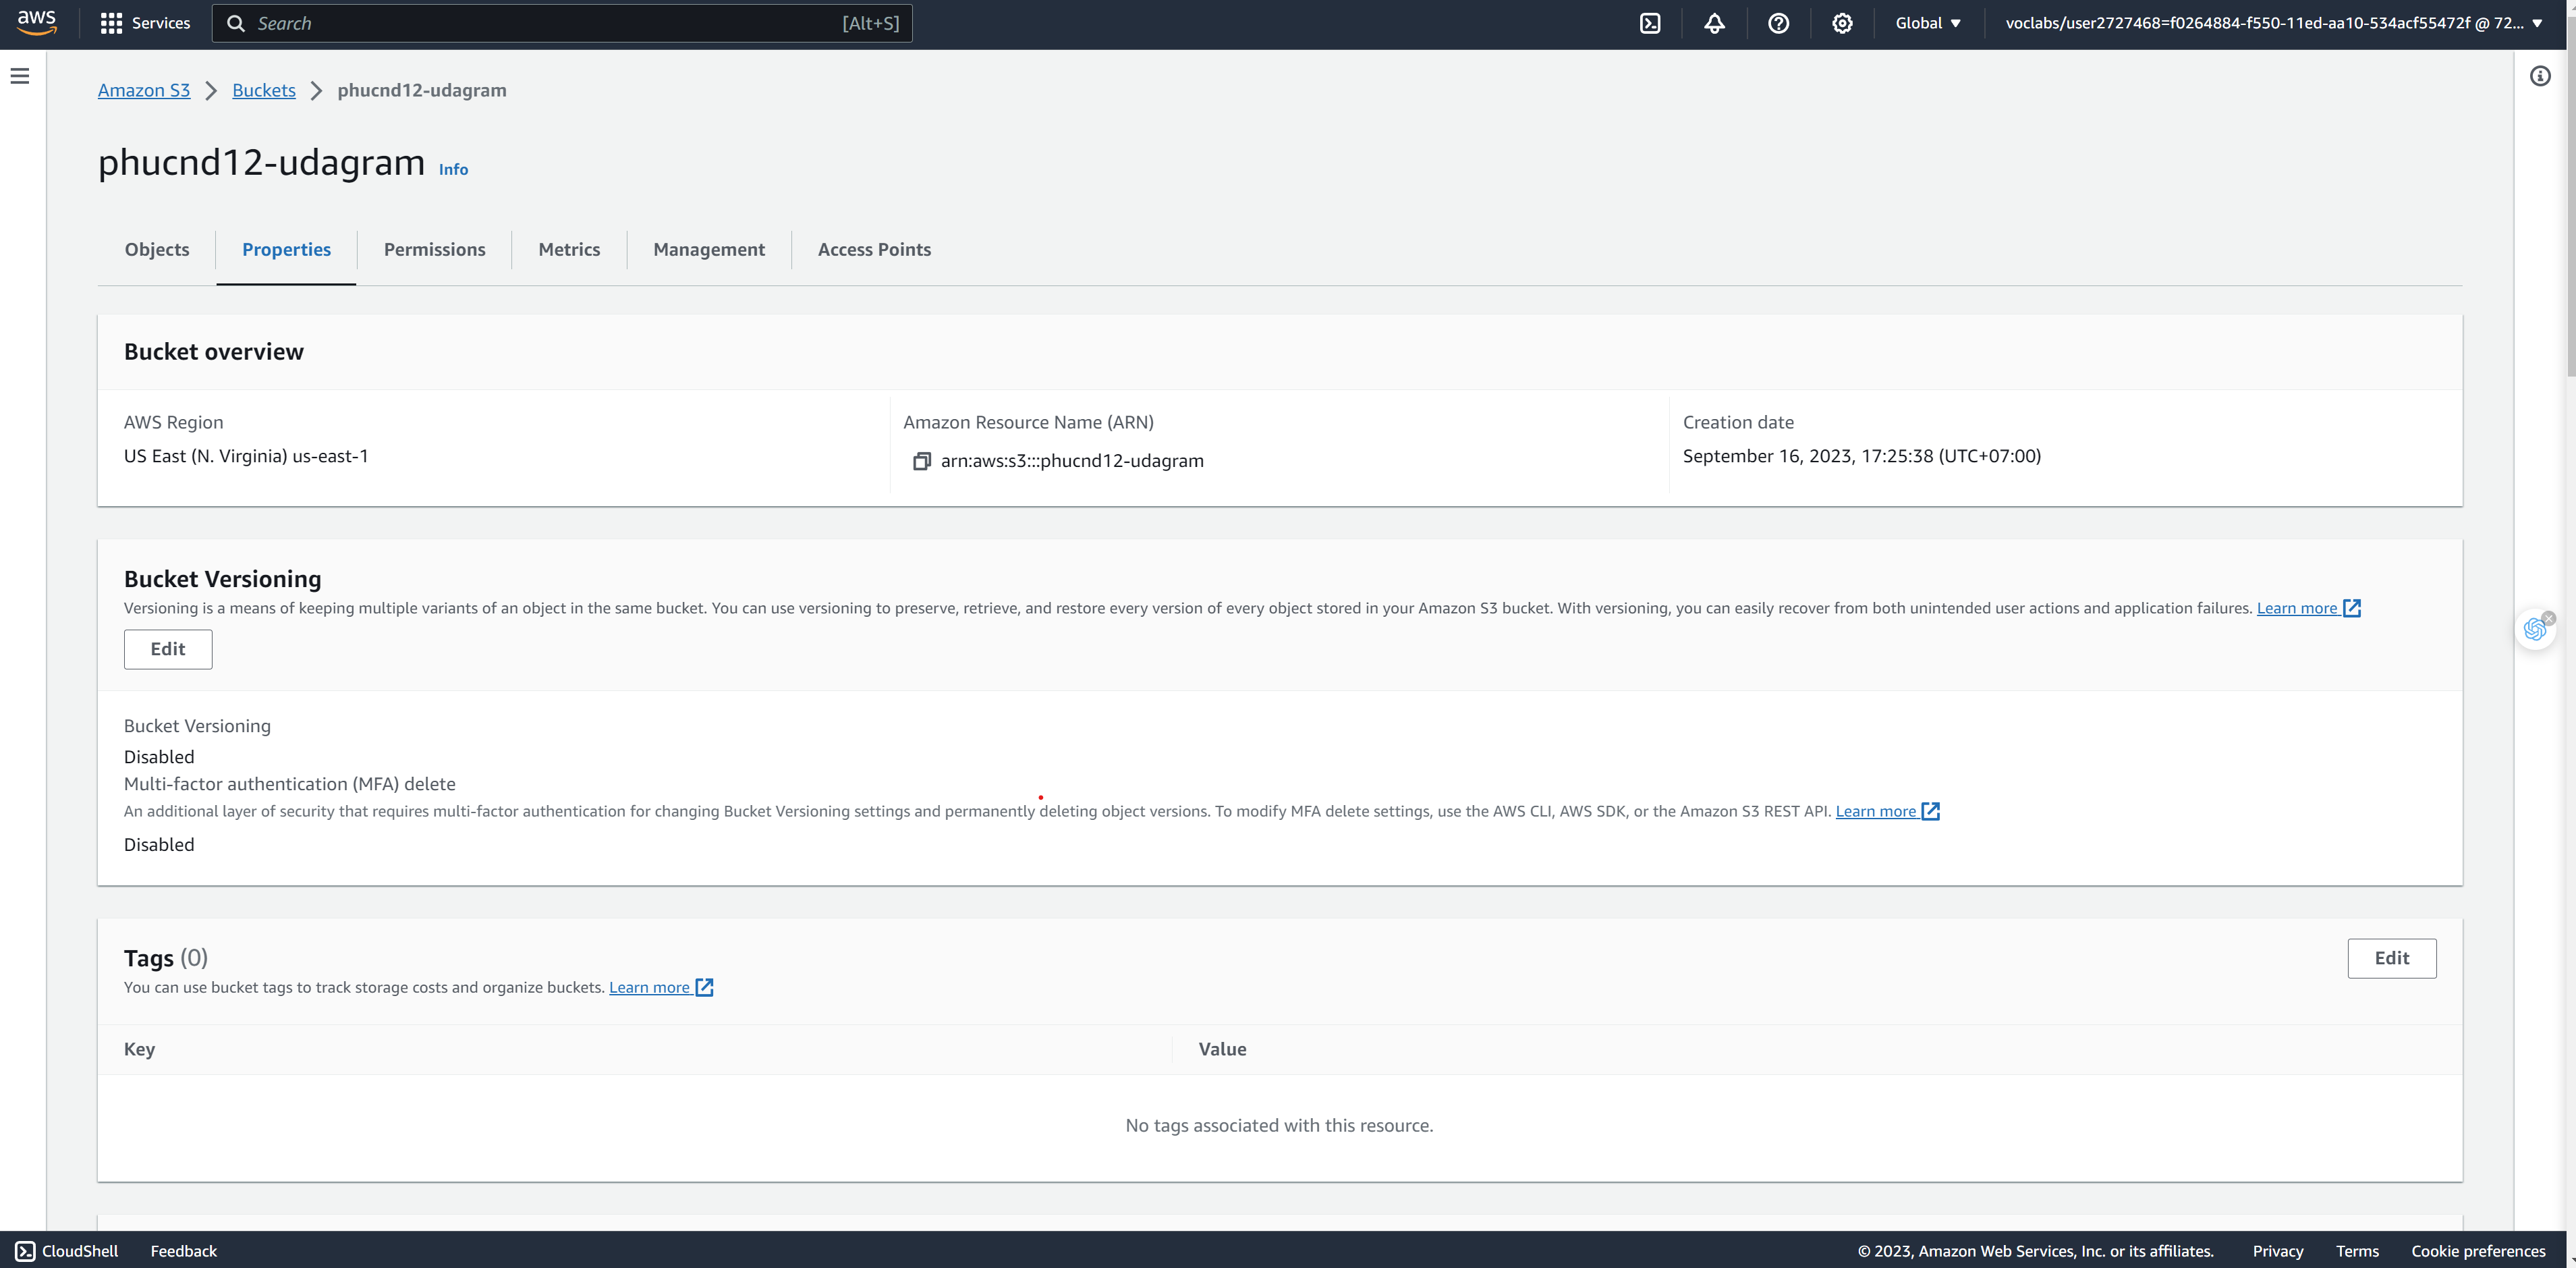 aws Services Search [Alt+S] Global voclabs/user2727468=f0264884-f550-11ed-aa10-534acf55472f @ 72...
Amazon S3 Buckets phucnd12-udagram
phucnd12-udagram Info
Objects Properties Permissions Metrics Management Access Points
Bucket overview
AWS Region Amazon Resource Name (ARN) Creation date
US East (N. Virginia) us-east-1 arn:aws:s3:::phucnd12-udagram September 16, 2023, 17:25:38 (UTC+07:00)
Bucket Versioning
Versioning is a means of keeping multiple variants of an object in the same bucket. You can use versioning to preserve, retrieve, and restore every version of every object stored in your Amazon S3 bucket. With versioning, you can easily recover from both unintended user actions and application failures. Learn more
Edit
Bucket Versioning
Disabled
Multi-factor authentication (MFA) delete
An additional layer of security that requires multi-factor authentication for changing Bucket Versioning settings and permanently deleting object versions. To modify MFA delete settings, use the AWS CLI, AWS SDK, or the Amazon S3 REST API. Learn more
Disabled
Tags (0) Edit
You can use bucket tags to track storage costs and organize buckets. Learn more
Key Value
No tags associated with this resource.
CloudShell Feedback © 2023, Amazon Web Services, Inc. or its affiliates. Privacy Terms Cookie preferences